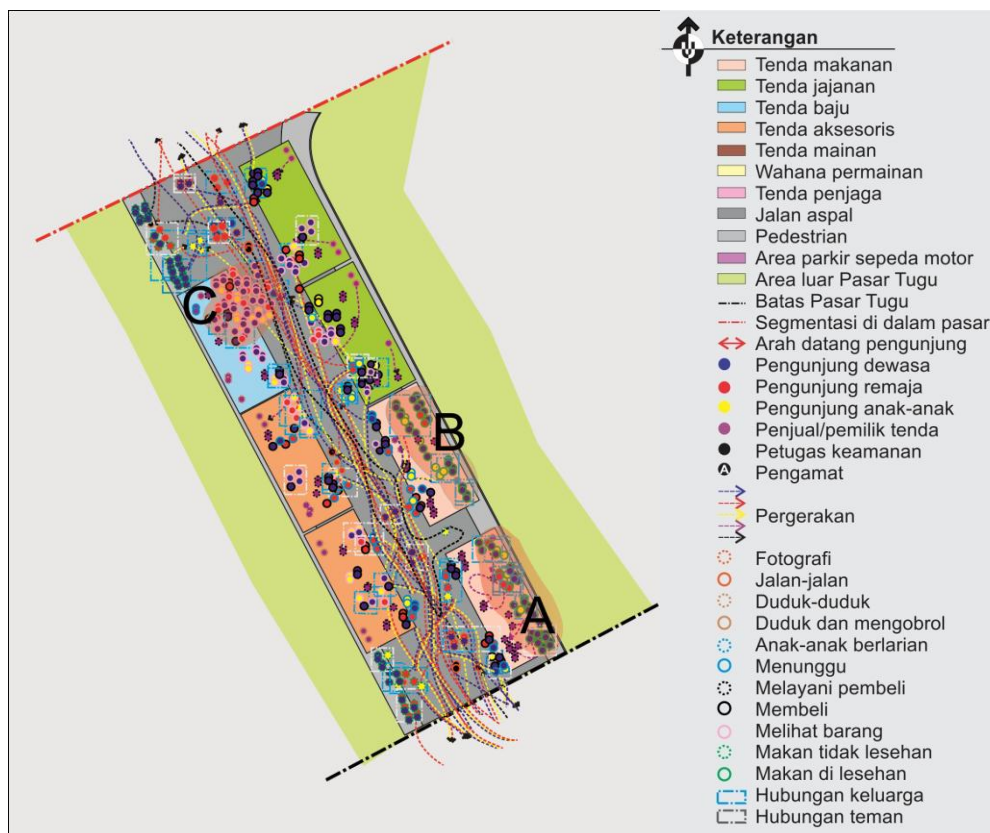 Keterangan
Tenda makanan
Tenda jajanan
Tenda baju
Tenda aksesoris
Tenda mainan
Wahana permainan
Tenda penjaga
Jalan aspal
Pedestrian
Area parkir sepeda motor
Area luar Pasar Tugu
Batas Pasar Tugu
Segmentasi di dalam pasar
Arah datang pengunjung
Pengunjung dewasa
Pengunjung remaja
Pengunjung anak-anak
Penjual/pemilik tenda
Petugas keamanan
A Pengamat
Pergerakan
Fotografi
Jalan-jalan
Duduk-duduk
Duduk dan mengobrol
Anak-anak berlarian
Menunggu
Melayani pembeli
Membeli
Melihat barang
Makan tidak lesehan
Makan di lesehan
Hubungan keluarga
Hubungan teman
C
B
A